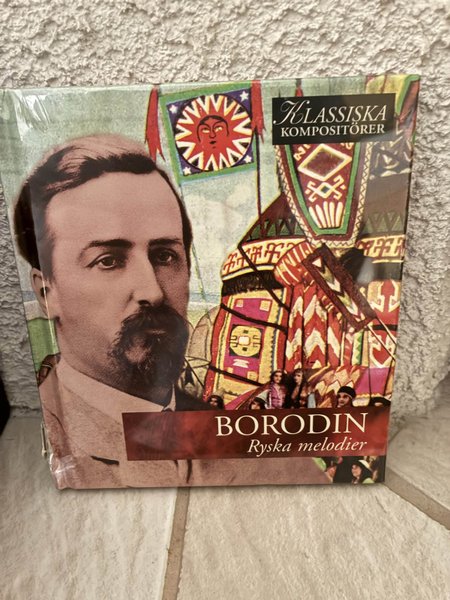 KLASSISKA
KOMPOSITÖRER
BORODIN
Ryska melodier